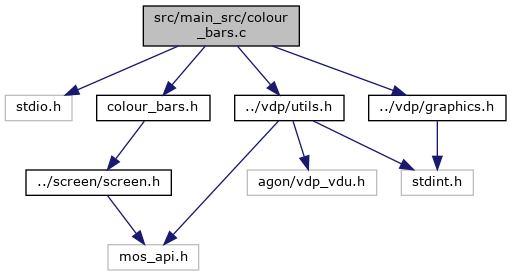 src/main_src/colour
_bars.c
stdio.h
colour_bars.h
../vdp/utils.h
../vdp/graphics.h
../screen/screen.h
agon/vdp_vdu.h
stdint.h
mos_api.h